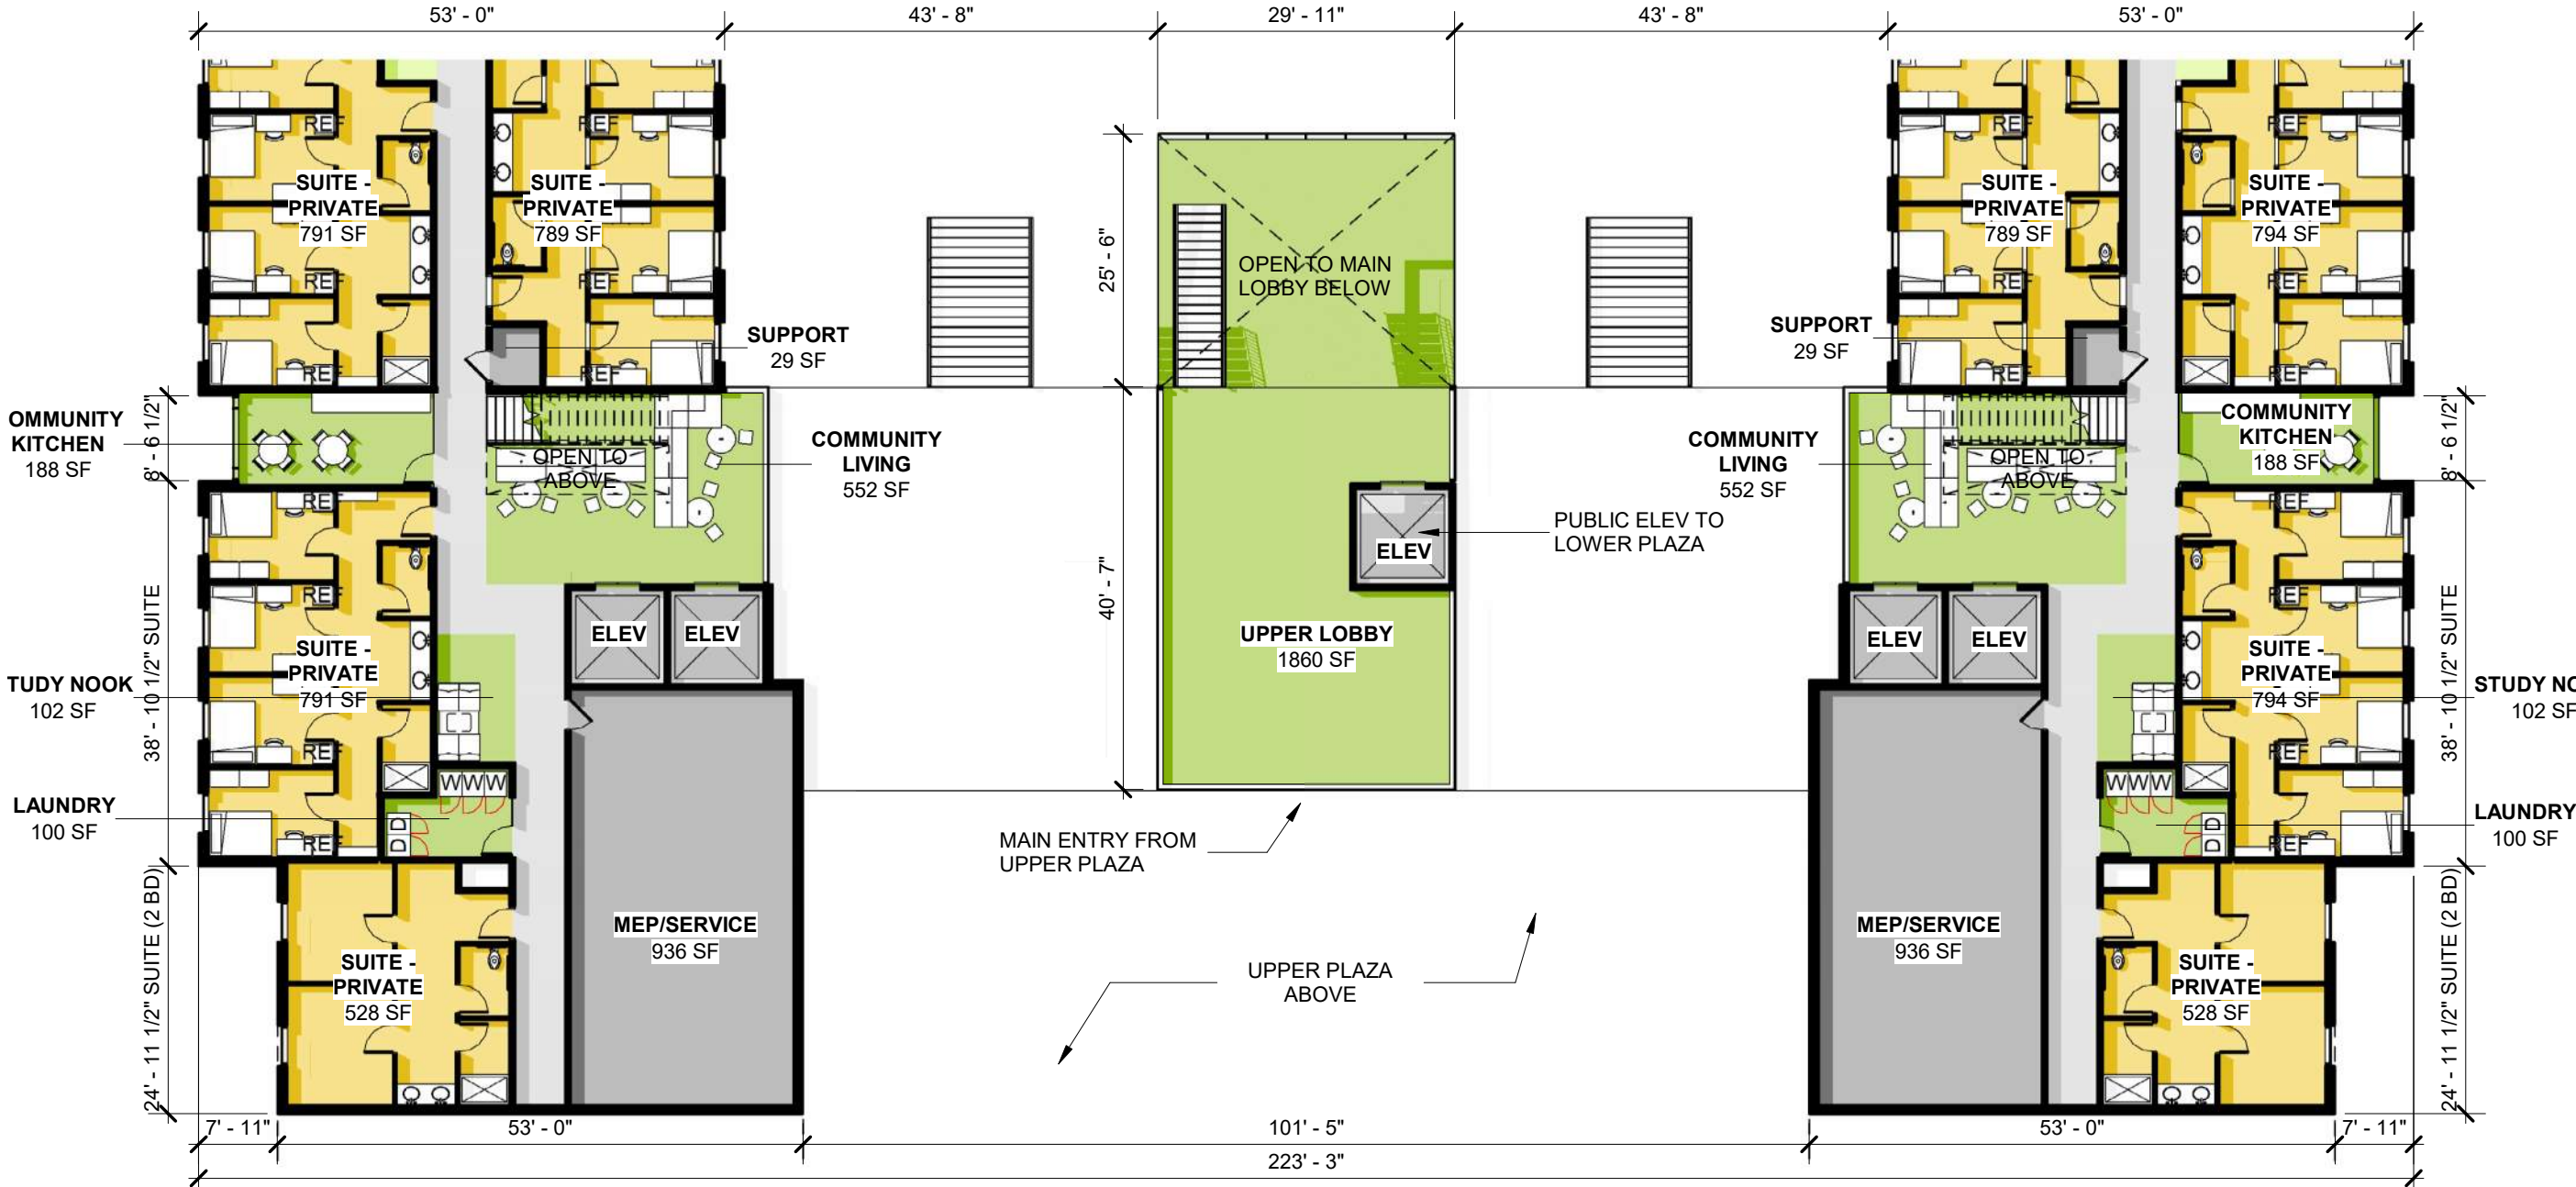 53' - 0"
43' - 8"
29' - 11"
43' - 8"
53' - 0"
REF
REF
REF
REF
SUITE -
PRIVATE
791 SF
SUITE -
PRIVATE
789 SF
SUITE -
PRIVATE
789 SF
SUITE -
PRIVATE
794 SF
25' - 6"
OPEN TO MAIN
LOBBY BELOW
REF
REF
REF
REF
SUPPORT
29 SF
SUPPORT
29 SF
REF
REF
REF
REF
OMMUNITY
KITCHEN
188 SF
8' - 6 1/2"
OPEN TO
ABOVE
COMMUNITY
LIVING
552 SF
COMMUNITY
LIVING
552 SF
OPEN TO
ABOVE
COMMUNITY
KITCHEN
188 SF
8' - 6 1/2"
REF
REF
ELEV
PUBLIC ELEV TO
LOWER PLAZA
40' - 7"
REF
REF
38' - 10 1/2" SUITE
ELEV
ELEV
UPPER LOBBY
1860 SF
ELEV
ELEV
38' - 10 1/2" SUITE
SUITE -
PRIVATE
791 SF
SUITE -
PRIVATE
794 SF
TUDY NOOK
102 SF
STUDY NO
102 SF
REF
REF
W W W
W W W
LAUNDRY
100 SF
D
D
D
D
LAUNDRY
100 SF
REF
REF
MAIN ENTRY FROM
UPPER PLAZA
24' - 11 1/2" SUITE (2 BD)
SUITE -
PRIVATE
528 SF
MEP/SERVICE
936 SF
UPPER PLAZA
ABOVE
MEP/SERVICE
936 SF
SUITE -
PRIVATE
528 SF
24' - 11 1/2" SUITE (2 BD)
7' - 11"
53' - 0"
101' - 5"
53' - 0"
7' - 11"
223' - 3"